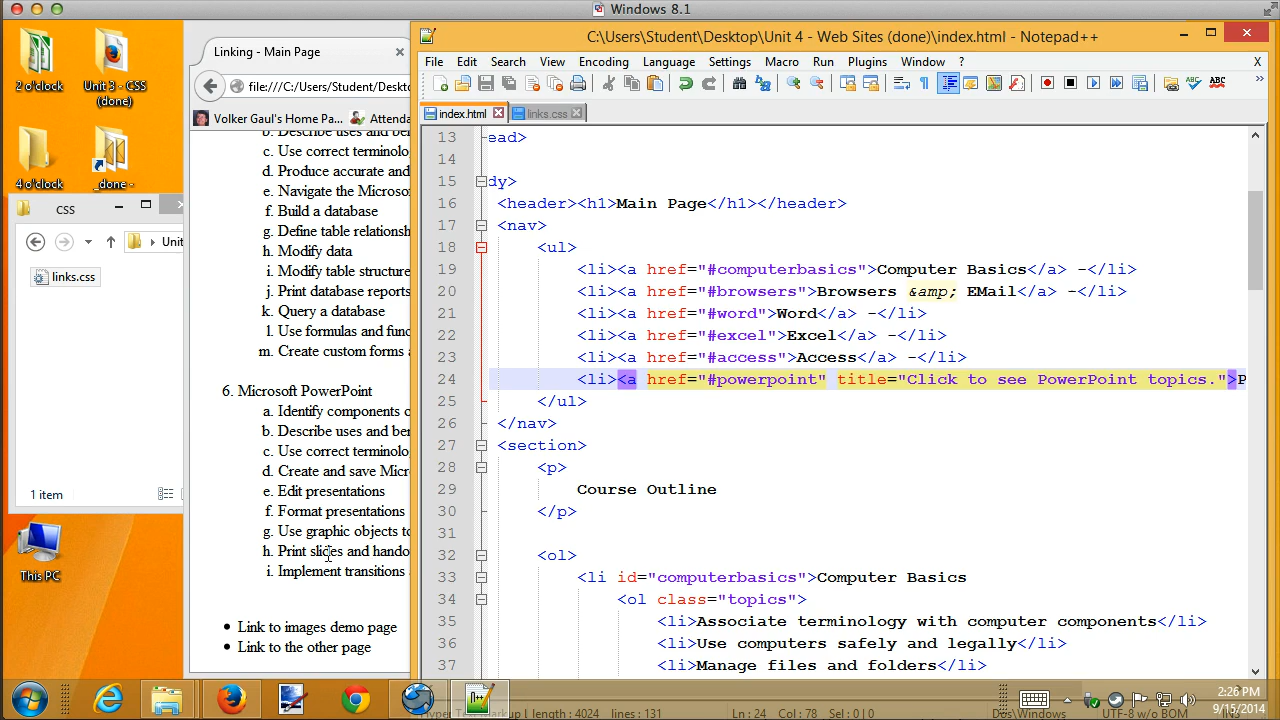 Windows 8.1
2 o'clock
Unit 3 - CSS
(done)
4 o'clock
_done -
CSS
Unit
links.css
1 item
This PC
Linking - Main Page
file:///C:/Users/Student/Deskto
Volker Gaul's Home Pa...
Attenda
b. Describe uses and ben
c. Use correct terminolo
d. Produce accurate and
e. Navigate the Microsof
f. Build a database
g. Define table relationsh
h. Modify data
i. Modify table structure
j. Print database reports
k. Query a database
l. Use formulas and func
m. Create custom forms a
6. Microsoft PowerPoint
a. Identify components o
b. Describe uses and ben
c. Use correct terminolo
d. Create and save Micr
e. Edit presentations
f. Format presentations
g. Use graphic objects to
h. Print slides and hando
i. Implement transitions
Link to images demo page
Link to the other page
C:\Users\Student\Desktop\Unit 4 - Web Sites (done)\index.html - Notepad++
File Edit Search View Encoding Language Settings Macro Run Plugins Window ? X
index.html
links.css
13 ead>
14
15 dy>
16 <header><h1>Main Page</h1></header>
17 <nav>
18 <ul>
19 <li><a href="#computerbasics">Computer Basics</a> -</li>
20 <li><a href="#browsers">Browsers &amp; EMail</a> -</li>
21 <li><a href="#word">Word</a> -</li>
22 <li><a href="#excel">Excel</a> -</li>
23 <li><a href="#access">Access</a> -</li>
24 <li><a href="#powerpoint" title="Click to see PowerPoint topics.">P
25 </ul>
26 </nav>
27 <section>
28 <p>
29 Course Outline
30 </p>
31
32 <ol>
33 <li id="computerbasics">Computer Basics
34 <ol class="topics">
35 <li>Associate terminology with computer components</li>
36 <li>Use computers safely and legally</li>
37 <li>Manage files and folders</li>
length : 4024 lines : 131 Ln : 24 Col : 78 Sel : 0 | 0 Dos\Windows UTF-8 w/o BOM
2:26 PM
9/15/2014